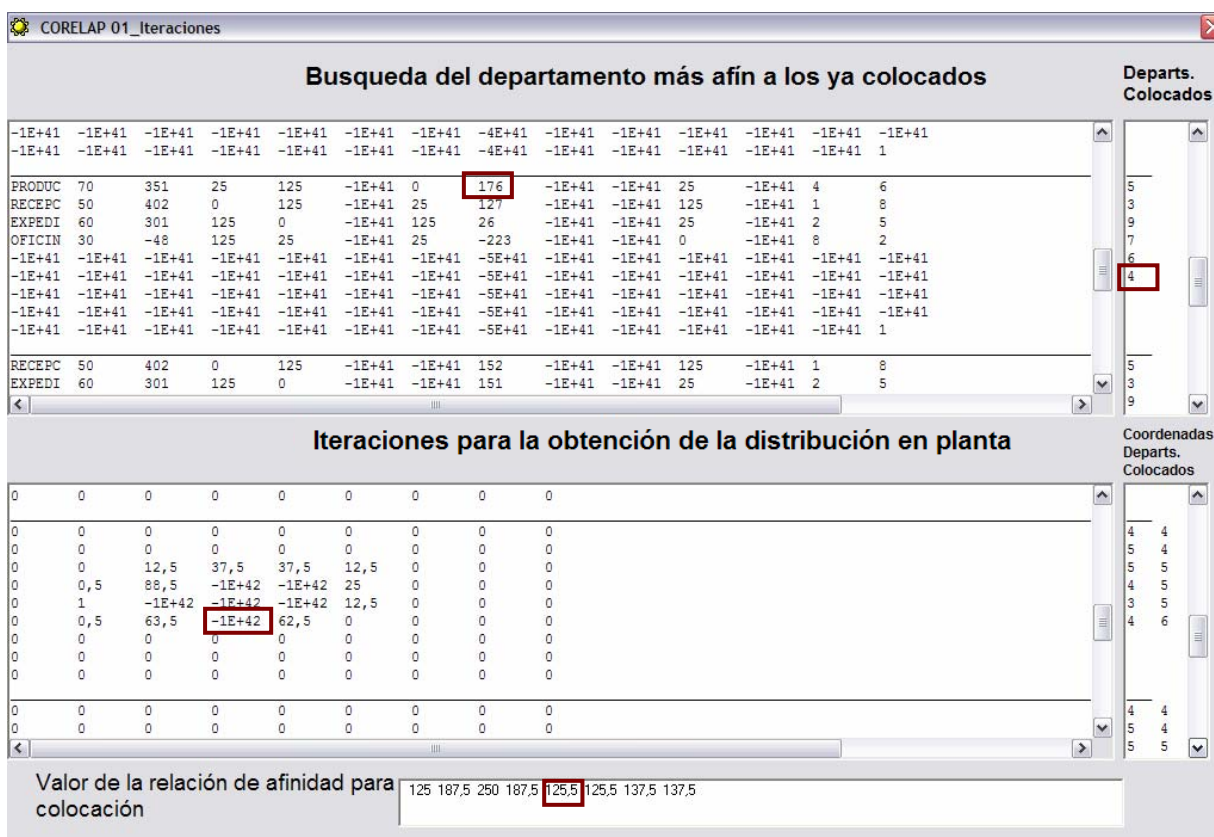 CORELAP 01_Iteraciones
Busqueda del departamento más afín a los ya colocados
Departs.
Colocados
-1E+41 -1E+41 -1E+41 -1E+41 -1E+41 -1E+41 -1E+41 -4E+41 -1E+41 -1E+41 -1E+41 -1E+41 -1E+41 -1E+41
-1E+41 -1E+41 -1E+41 -1E+41 -1E+41 -1E+41 -1E+41 -4E+41 -1E+41 -1E+41 -1E+41 -1E+41 -1E+41 1
PRODUC 70 351 25 125 -1E+41 0 176 -1E+41 -1E+41 25 -1E+41 4 6
RECEPC 50 402 0 125 -1E+41 25 127 -1E+41 -1E+41 125 -1E+41 1 8
EXPEDI 60 301 125 0 -1E+41 125 26 -1E+41 -1E+41 25 -1E+41 2 5
OFICIN 30 -48 125 25 -1E+41 25 -223 -1E+41 -1E+41 0 -1E+41 8 2
-1E+41 -1E+41 -1E+41 -1E+41 -1E+41 -1E+41 -1E+41 -5E+41 -1E+41 -1E+41 -1E+41 -1E+41 -1E+41 -1E+41
-1E+41 -1E+41 -1E+41 -1E+41 -1E+41 -1E+41 -1E+41 -5E+41 -1E+41 -1E+41 -1E+41 -1E+41 -1E+41 -1E+41
-1E+41 -1E+41 -1E+41 -1E+41 -1E+41 -1E+41 -1E+41 -5E+41 -1E+41 -1E+41 -1E+41 -1E+41 -1E+41 -1E+41
-1E+41 -1E+41 -1E+41 -1E+41 -1E+41 -1E+41 -1E+41 -5E+41 -1E+41 -1E+41 -1E+41 -1E+41 -1E+41 -1E+41
-1E+41 -1E+41 -1E+41 -1E+41 -1E+41 -1E+41 -1E+41 -5E+41 -1E+41 -1E+41 -1E+41 -1E+41 -1E+41 1
RECEPC 50 402 0 125 -1E+41 -1E+41 152 -1E+41 -1E+41 125 -1E+41 1 8
EXPEDI 60 301 125 0 -1E+41 -1E+41 151 -1E+41 -1E+41 25 -1E+41 2 5
5
3
9
7
6
4
5
3
9
Iteraciones para la obtención de la distribución en planta
Coordenadas
Departs.
Colocados
0 0 0 0 0 0 0 0 0
0 0 0 0 0 0 0 0 0
0 0 0 0 0 0 0 0 0
0 0 12,5 37,5 37,5 12,5 0 0 0
0 0,5 88,5 -1E+42 -1E+42 25 0 0 0
0 1 -1E+42 -1E+42 -1E+42 12,5 0 0 0
0 0,5 63,5 -1E+42 62,5 0 0 0 0
0 0 0 0 0 0 0 0 0
0 0 0 0 0 0 0 0 0
0 0 0 0 0 0 0 0 0
0 0 0 0 0 0 0 0 0
0 0 0 0 0 0 0 0 0
4 4
5 4
5 5
4 5
3 5
4 6
4 4
5 4
5 5
Valor de la relación de afinidad para
colocación
125 187,5 250 187,5 125,5 125,5 137,5 137,5